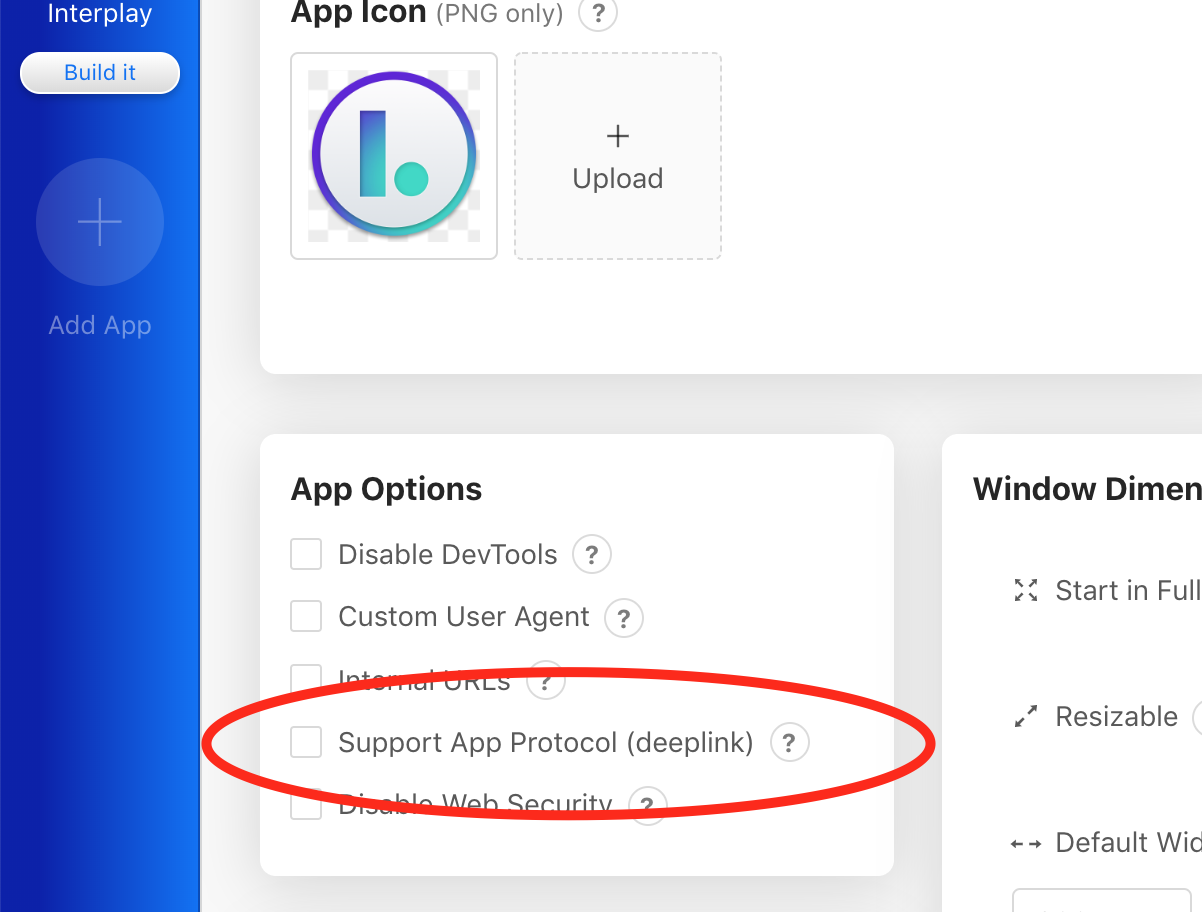 Interplay
Build it
Add App
App Icon (PNG only) ?
Upload
App Options
Disable DevTools ?
Custom User Agent ?
Internal URLs ?
Support App Protocol (deeplink) ?
Disable Web Security ?
Window Dimen
Start in Full
Resizable
Default Wid